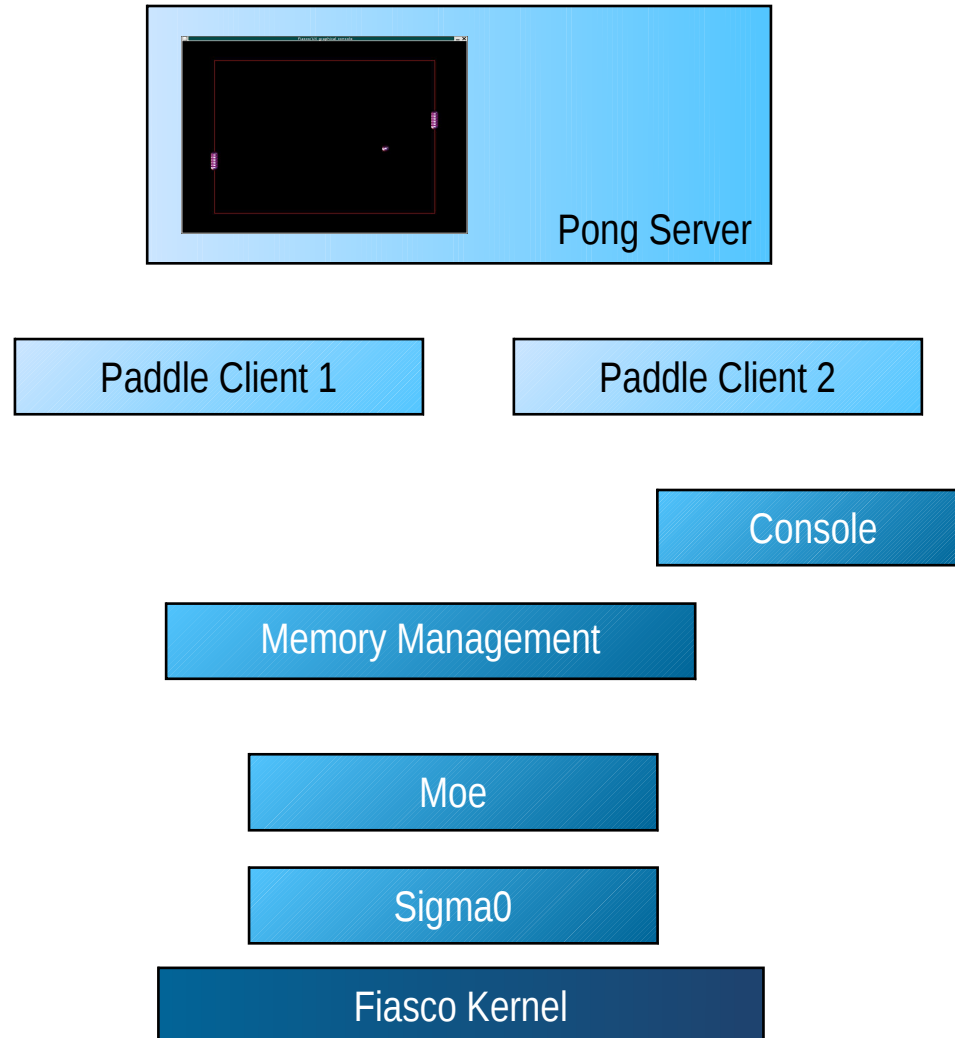 Pong Server
Paddle Client 1
Paddle Client 2
Console
Memory Management
Moe
Sigma0
Fiasco Kernel